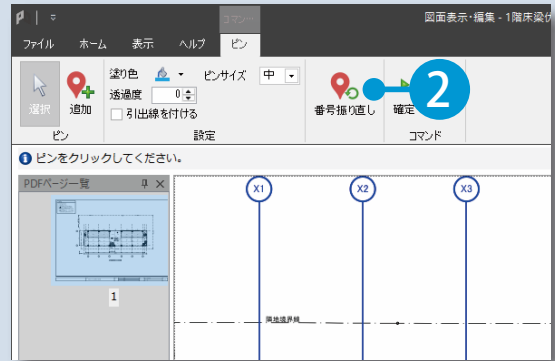 コマン…
図面表示・編集 - 1階床梁伏
ファイル ホーム 表示 ヘルプ ピン
塗り色 ピンサイズ 中
透過度 0
引出線を付ける
選択 追加 番号振り直し 確定
2
ピン 設定 コマンド
ピンをクリックしてください。
PDFページ一覧
X1 X2 X3
1
隣地境界線